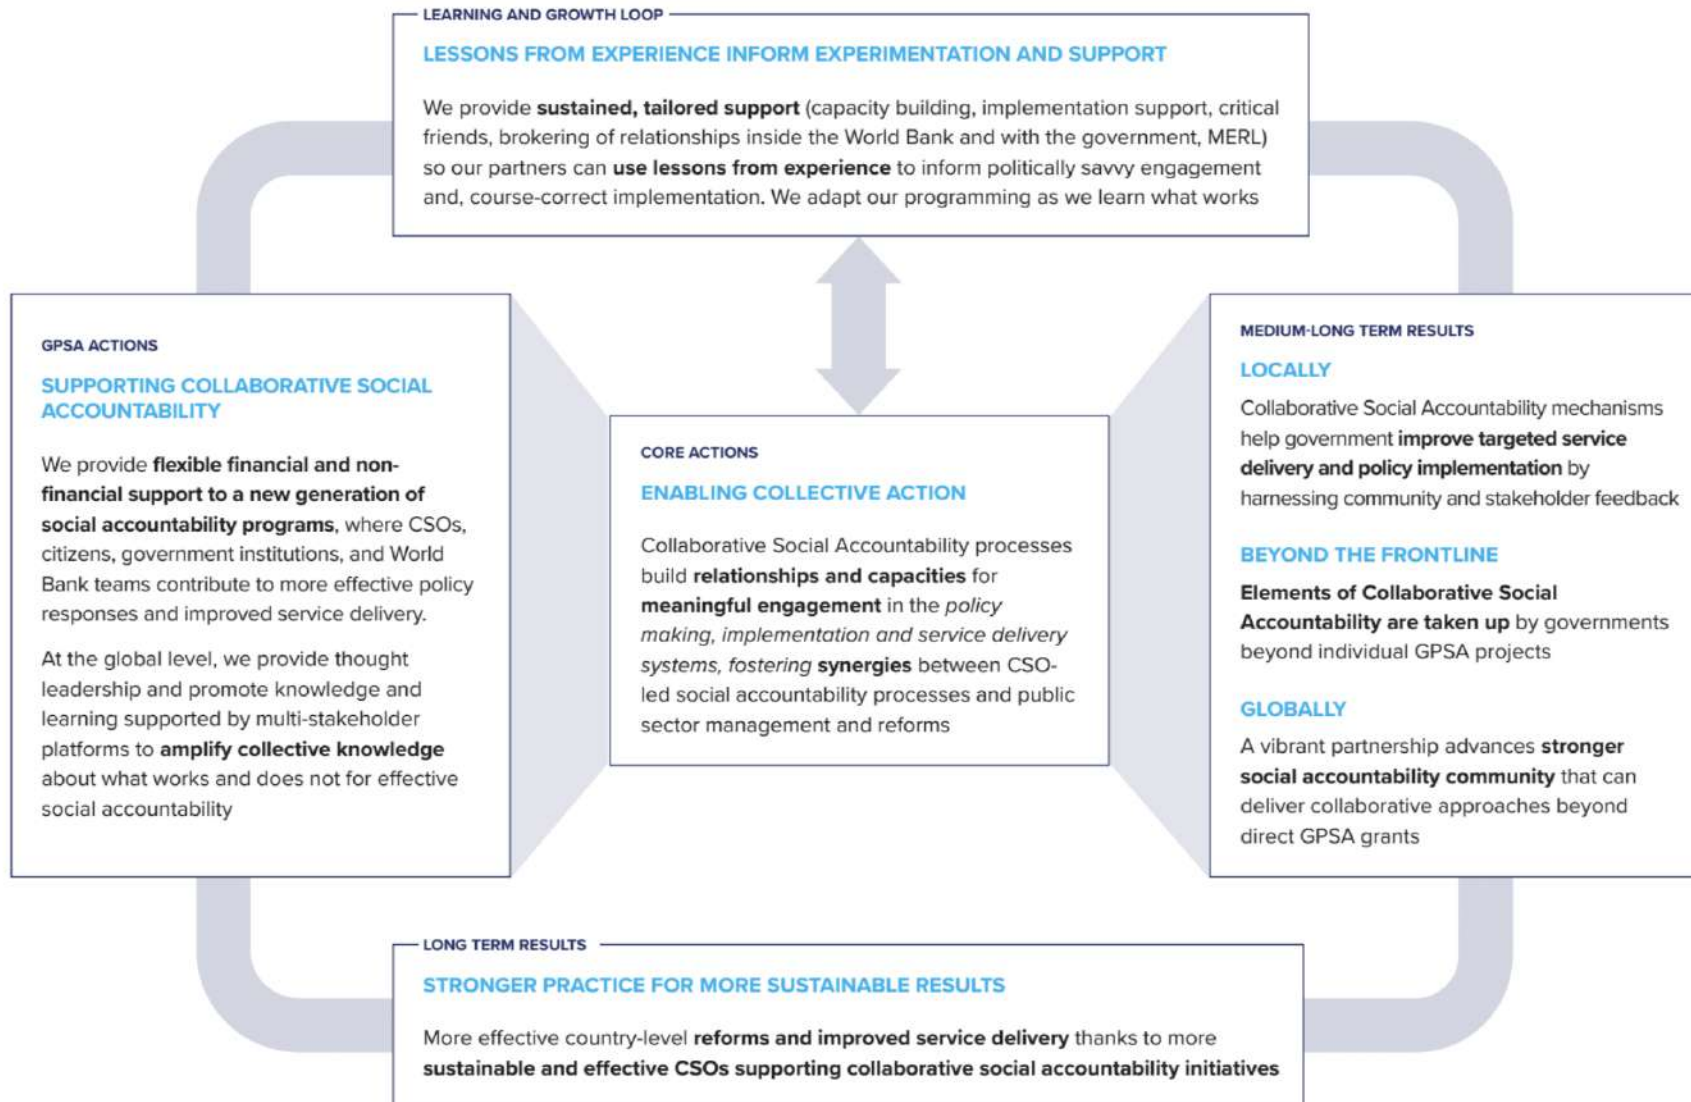 LEARNING AND GROWTH LOOP
LESSONS FROM EXPERIENCE INFORM EXPERIMENTATION AND SUPPORT
We provide sustained, tailored support (capacity building, implementation support, critical
friends, brokering of relationships inside the World Bank and with the government, MERL)
so our partners can use lessons from experience to inform politically savvy engagement
and, course-correct implementation. We adapt our programming as we learn what works
GPSA ACTIONS
SUPPORTING COLLABORATIVE SOCIAL
ACCOUNTABILITY
We provide flexible financial and non-
financial support to a new generation of
social accountability programs, where CSOs,
citizens, government institutions, and World
Bank teams contribute to more effective policy
responses and improved service delivery.
At the global level, we provide thought
leadership and promote knowledge and
learning supported by multi-stakeholder
platforms to amplify collective knowledge
about what works and does not for effective
social accountability
CORE ACTIONS
ENABLING COLLECTIVE ACTION
Collaborative Social Accountability processes
build relationships and capacities for
meaningful engagement in the policy
making, implementation and service delivery
systems, fostering synergies between CSO-
led social accountability processes and public
sector management and reforms
MEDIUM-LONG TERM RESULTS
LOCALLY
Collaborative Social Accountability mechanisms
help government improve targeted service
delivery and policy implementation by
harnessing community and stakeholder feedback
BEYOND THE FRONTLINE
Elements of Collaborative Social
Accountability are taken up by governments
beyond individual GPSA projects
GLOBALLY
A vibrant partnership advances stronger
social accountability community that can
deliver collaborative approaches beyond
direct GPSA grants
LONG TERM RESULTS
STRONGER PRACTICE FOR MORE SUSTAINABLE RESULTS
More effective country-level reforms and improved service delivery thanks to more
sustainable and effective CSOs supporting collaborative social accountability initiatives